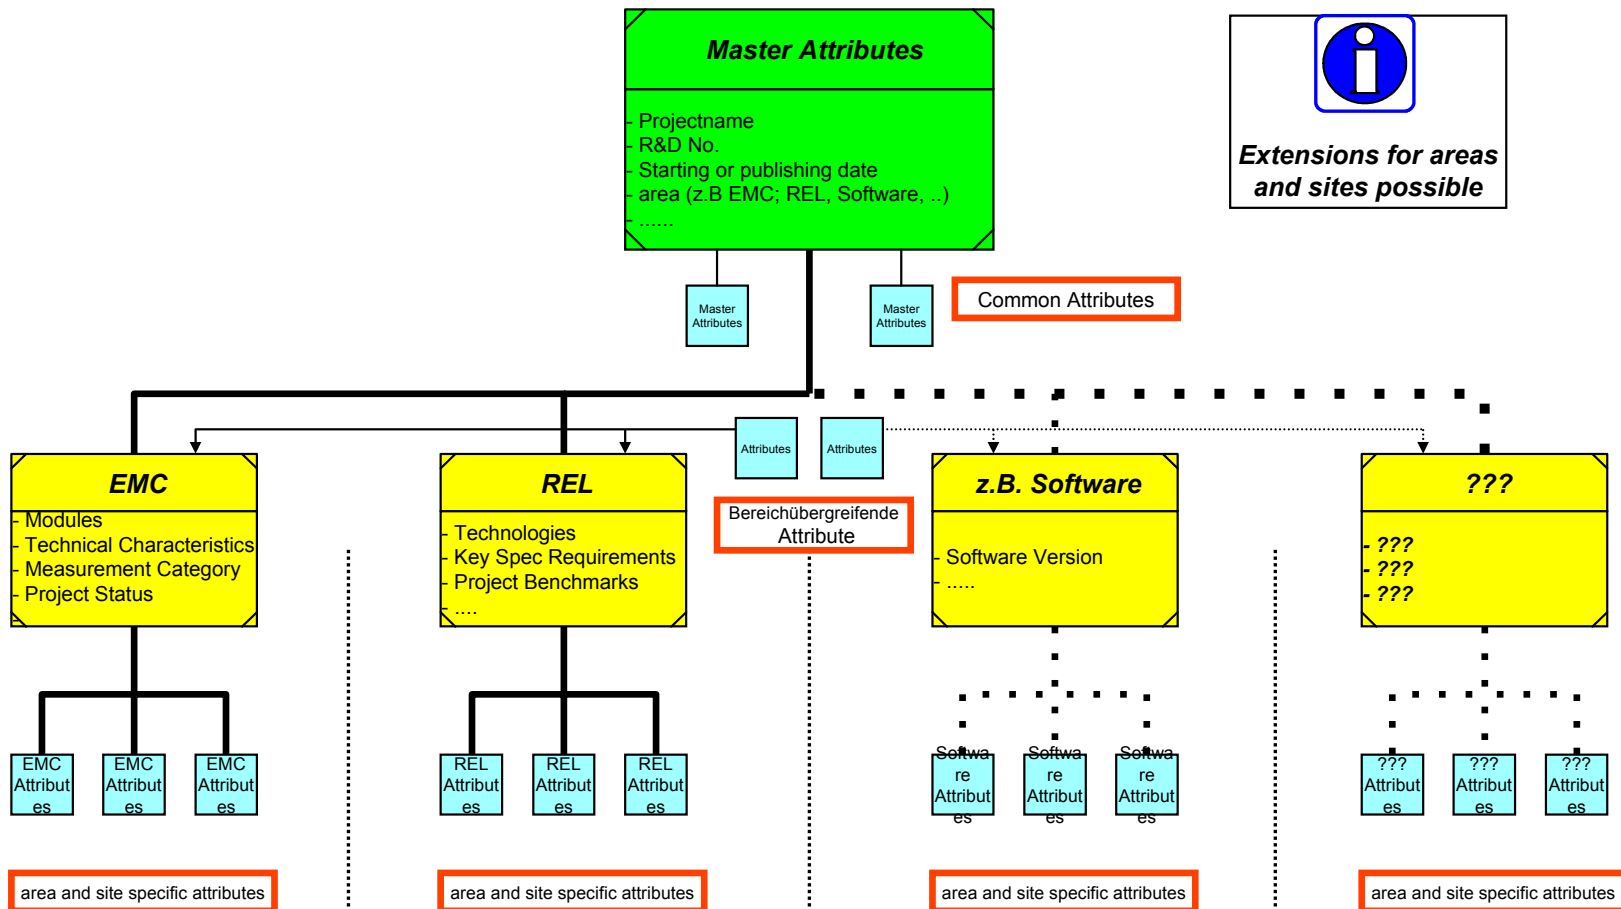 Master Attributes
- Projectname
- R&D No.
- Starting or publishing date
- area (z.B EMC; REL, Software, ..)
- ......
i
Extensions for areas
and sites possible
Master
Attributes
Master
Attributes
Common Attributes
Attributes
Attributes
Bereichübergreifende
Attribute
EMC
- Modules
- Technical Characteristics
- Measurement Category
- Project Status
-
REL
- Technologies
- Key Spec Requirements
- Project Benchmarks
- ....
z.B. Software
- Software Version
- .....
???
- ???
- ???
- ???
EMC
Attribut
es
EMC
Attribut
es
EMC
Attribut
es
REL
Attribut
es
REL
Attribut
es
REL
Attribut
es
Softwa
re
Attribut
es
Softwa
re
Attribut
es
Softwa
re
Attribut
es
???
Attribut
es
???
Attribut
es
???
Attribut
es
area and site specific attributes
area and site specific attributes
area and site specific attributes
area and site specific attributes